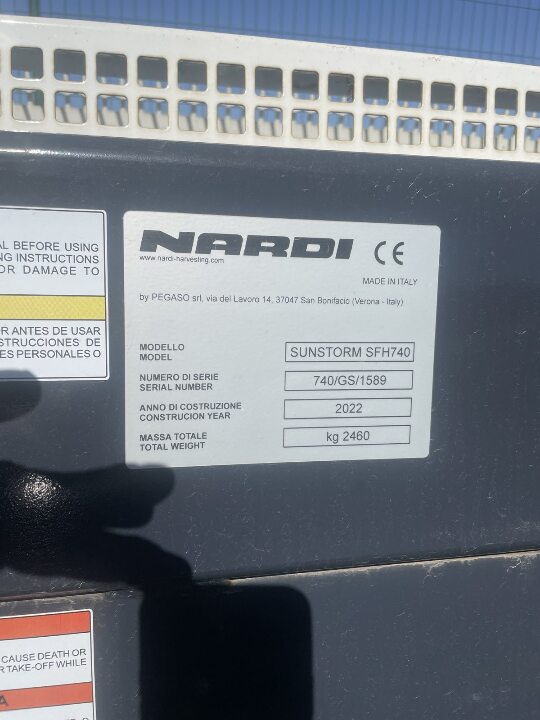 AL BEFORE USING
NG INSTRUCTIONS
OR DAMAGE TO
OR ANTES DE USAR
STRUCCIONES DE
ES PERSONALES O
NARDI CE
www.nardi-harvesting.com
MADE IN ITALY
by PEGASO srl, via del Lavoro 14, 37047 San Bonifacio (Verona - Italy)
MODELLO
MODEL
SUNSTORM SFH740
NUMERO DI SERIE
SERIAL NUMBER
740/GS/1589
ANNO DI COSTRUZIONE
CONSTRUCION YEAR
2022
MASSA TOTALE
TOTAL WEIGHT
kg 2460
CAUSE DEATH OR
R TAKE-OFF WHILE
A